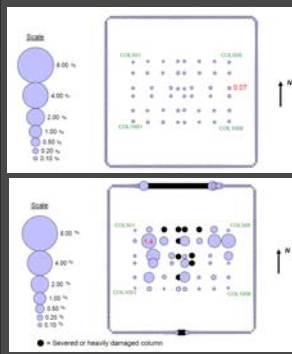 Scale
8.00 %
4.00 %
2.00 %
1.00 %
0.50 %
0.20 %
0.10 %
COL501
COL508
0.07
COL1001
COL1008
N
Scale
8.00 %
4.00 %
2.00 %
1.00 %
0.50 %
0.20 %
0.10 %
COL501
COL508
1.4
COL1001
COL1008
N
= Severed or heavily damaged column